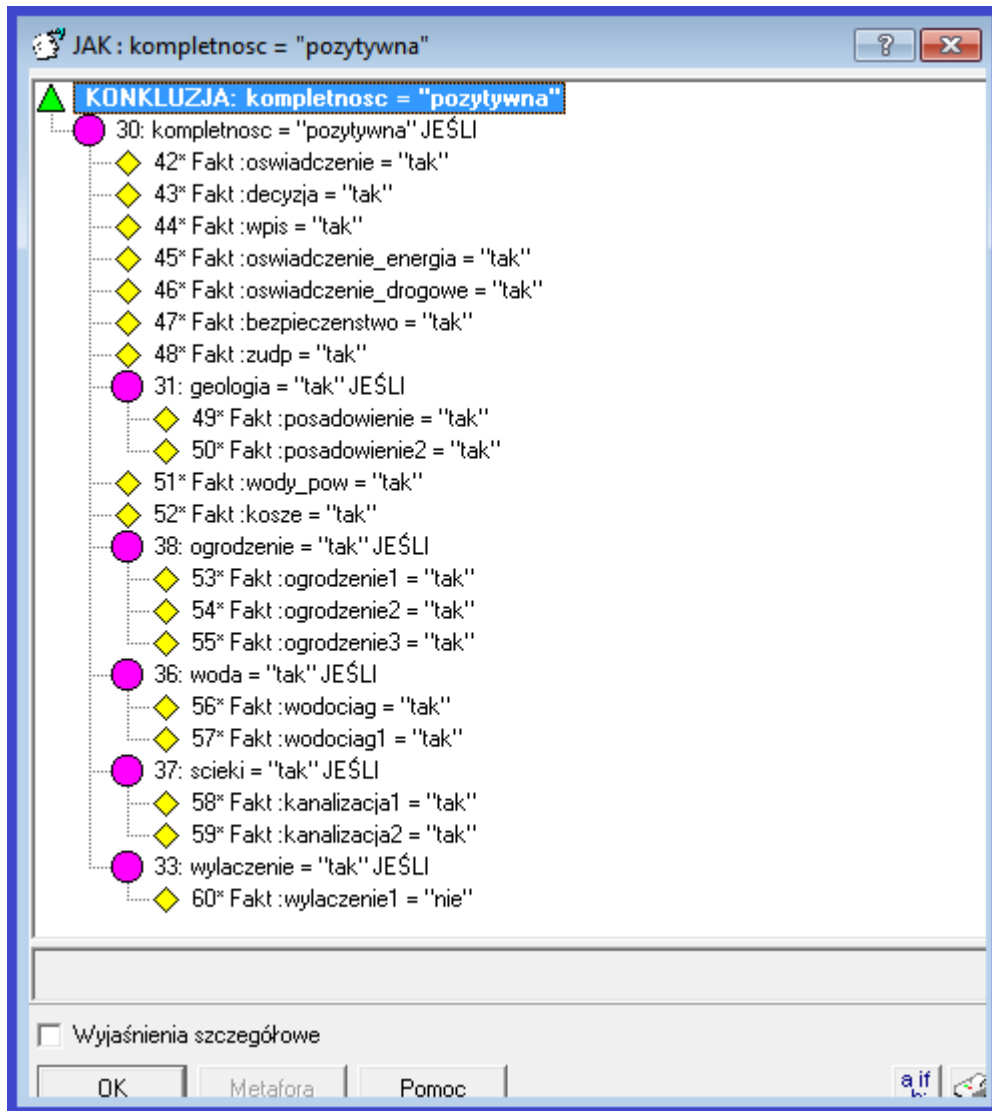 JAK : kompletnosc = "pozytywna"
KONKLUZJA: kompletnosc = "pozytywna"
30: kompletnosc = "pozytywna" JEŚLI
42* Fakt :oswiadczenie = "tak"
43* Fakt :decyzja = "tak"
44* Fakt :wpis = "tak"
45* Fakt :oswiadczenie_energia = "tak"
46* Fakt :oswiadczenie_drogowe = "tak"
47* Fakt :bezpieczenstwo = "tak"
48* Fakt :zudp = "tak"
31: geologia = "tak" JEŚLI
49* Fakt :posadowienie = "tak"
50* Fakt :posadowienie2 = "tak"
51* Fakt :wody_pow = "tak"
52* Fakt :kosze = "tak"
38: ogrodzenie = "tak" JEŚLI
53* Fakt :ogrodzenie1 = "tak"
54* Fakt :ogrodzenie2 = "tak"
55* Fakt :ogrodzenie3 = "tak"
36: woda = "tak" JEŚLI
56* Fakt :wodociag = "tak"
57* Fakt :wodociag1 = "tak"
37: scieki = "tak" JEŚLI
58* Fakt :kanalizacja1 = "tak"
59* Fakt :kanalizacja2 = "tak"
33: wylaczenie = "tak" JEŚLI
60* Fakt :wylaczenie1 = "nie"
Wyjaśnienia szczegółowe
OK Metafora Pomoc a if